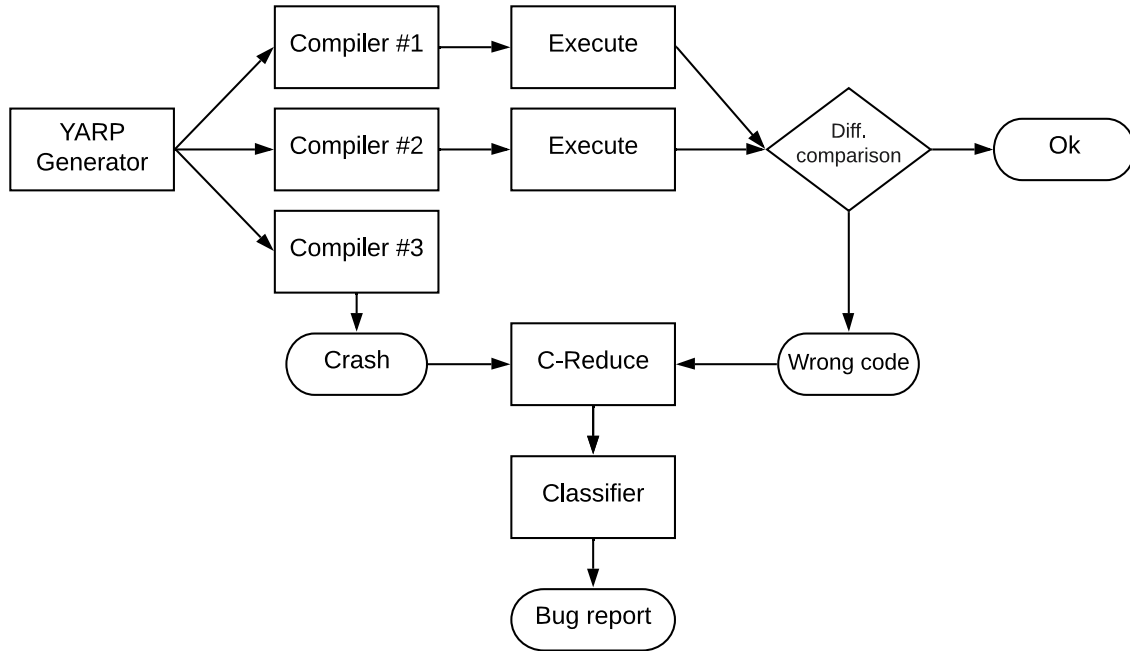 Compiler #1
Execute
YARP
Generator
Compiler #2
Execute
Diff.
comparison
Ok
Compiler #3
Crash
C-Reduce
Wrong code
Classifier
Bug report